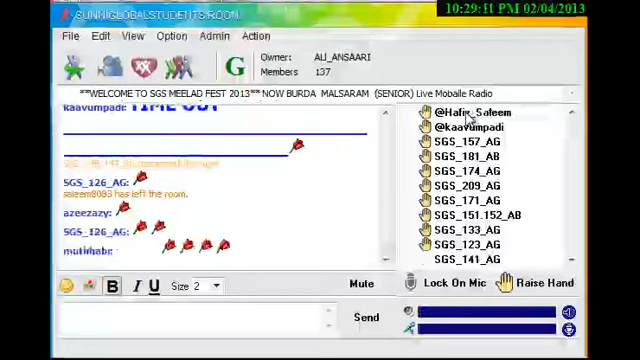 10:29:11 PM 02/04/2013
SUNNIGLOBALSTUDENTS ROOM
File Edit View Option Admin Action
G
Owner: ALI_ANSAARI
Members 137
**WELCOME TO SGS MEELAD FEST 2013** NOW BURDA MALSARAM (SENIOR) Live Mobaile Radio
kaavumpadi: TIME OUT
SGS_126_AG:
saleem8083 has left the room.
azeezazy:
SGS_126_AG:
@Hafiz_Saleem
@kaavumpadi
SGS_157_AG
SGS_181_AB
SGS_174_AG
SGS_209_AG
SGS_171_AG
SGS_151.152_AB
SGS_133_AG
SGS_123_AG
SGS_141_AG
B I U Size 2 Mute
Lock On Mic Raise Hand
Send